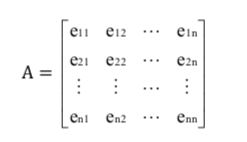 e11 e12 ⋯ e1n
e21 e22 ⋯ e2n
A =
⋮ ⋮ ⋯ ⋮
en1 en2 ⋯ enn